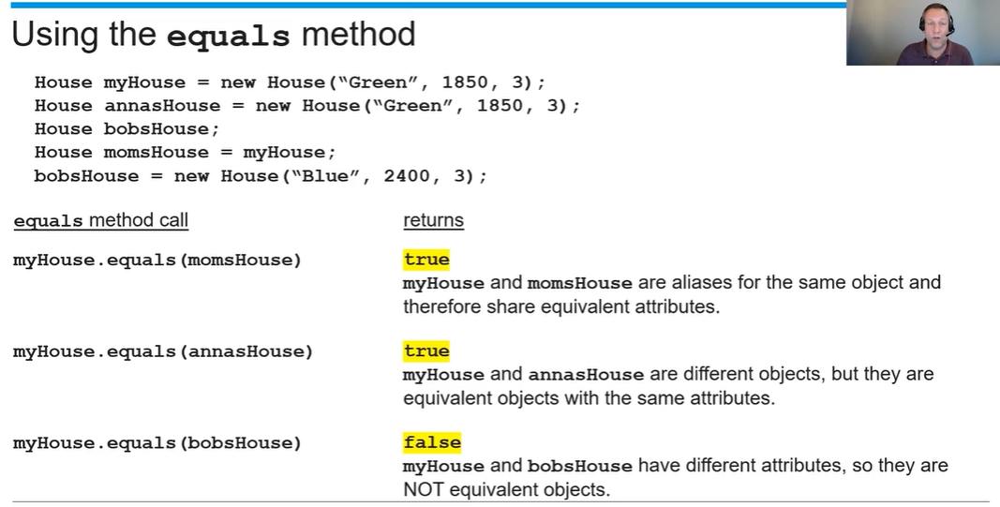 Using the equals method
House myHouse = new House(“Green”, 1850, 3);
House annasHouse = new House(“Green”, 1850, 3);
House bobsHouse;
House momsHouse = myHouse;
bobsHouse = new House(“Blue”, 2400, 3);
equals method call
returns
myHouse.equals(momsHouse)
true
myHouse and momsHouse are aliases for the same object and
therefore share equivalent attributes.
myHouse.equals(annasHouse)
true
myHouse and annasHouse are different objects, but they are
equivalent objects with the same attributes.
myHouse.equals(bobsHouse)
false
myHouse and bobsHouse have different attributes, so they are
NOT equivalent objects.